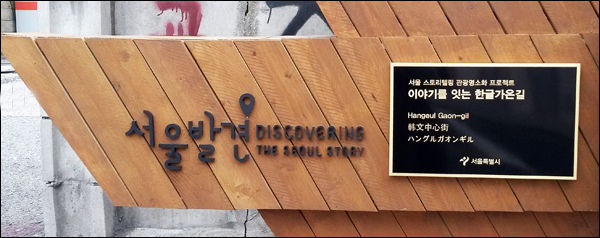 서울발견
DISCOVERING
THE SEOUL STORY
서울 스토리텔링 관광명소화 프로젝트
이야기를 잇는 한글가온길
Hangeul Gaon-gil
韩文中心街
ハングルガオンギル
서울특별시